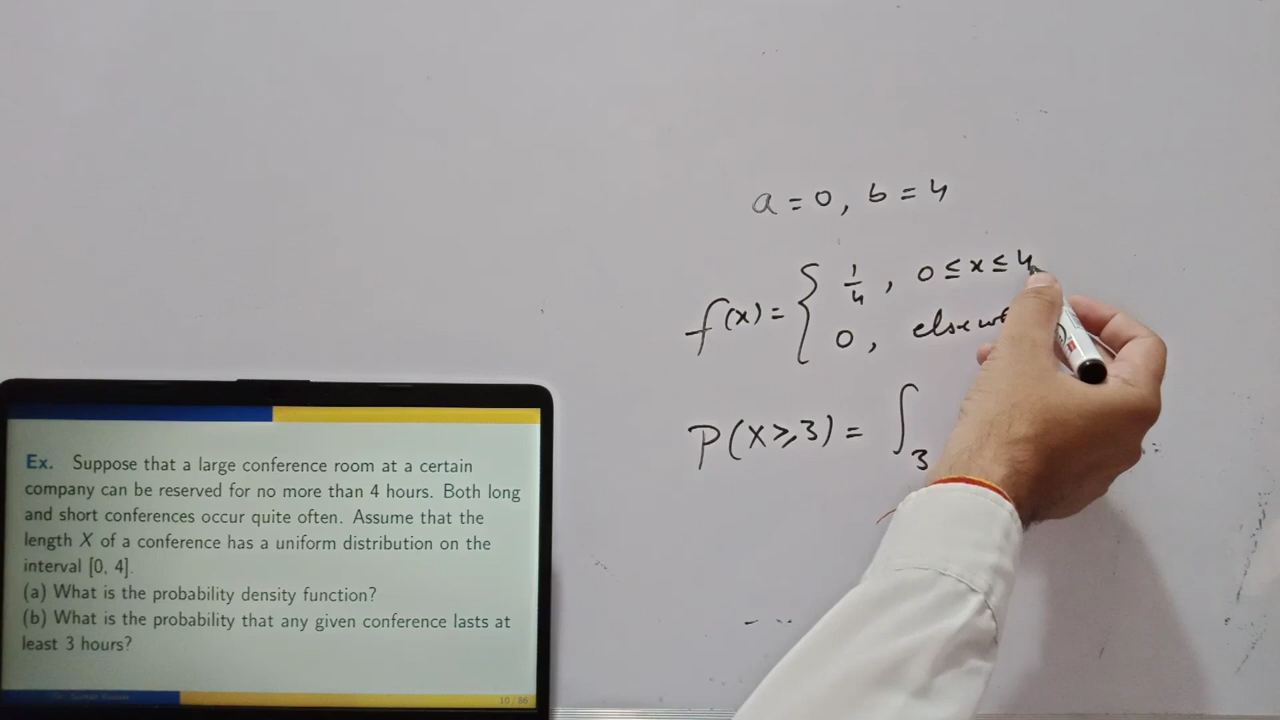 a = 0, b = 4
f(x) = { 1/4, 0 ≤ x ≤ 4
0,
P(X ≥ 3) = ∫3
Ex. Suppose that a large conference room at a certain
company can be reserved for no more than 4 hours. Both long
and short conferences occur quite often. Assume that the
length X of a conference has a uniform distribution on the
interval [0, 4].
(a) What is the probability density function?
(b) What is the probability that any given conference lasts at
least 3 hours?
10 / 86